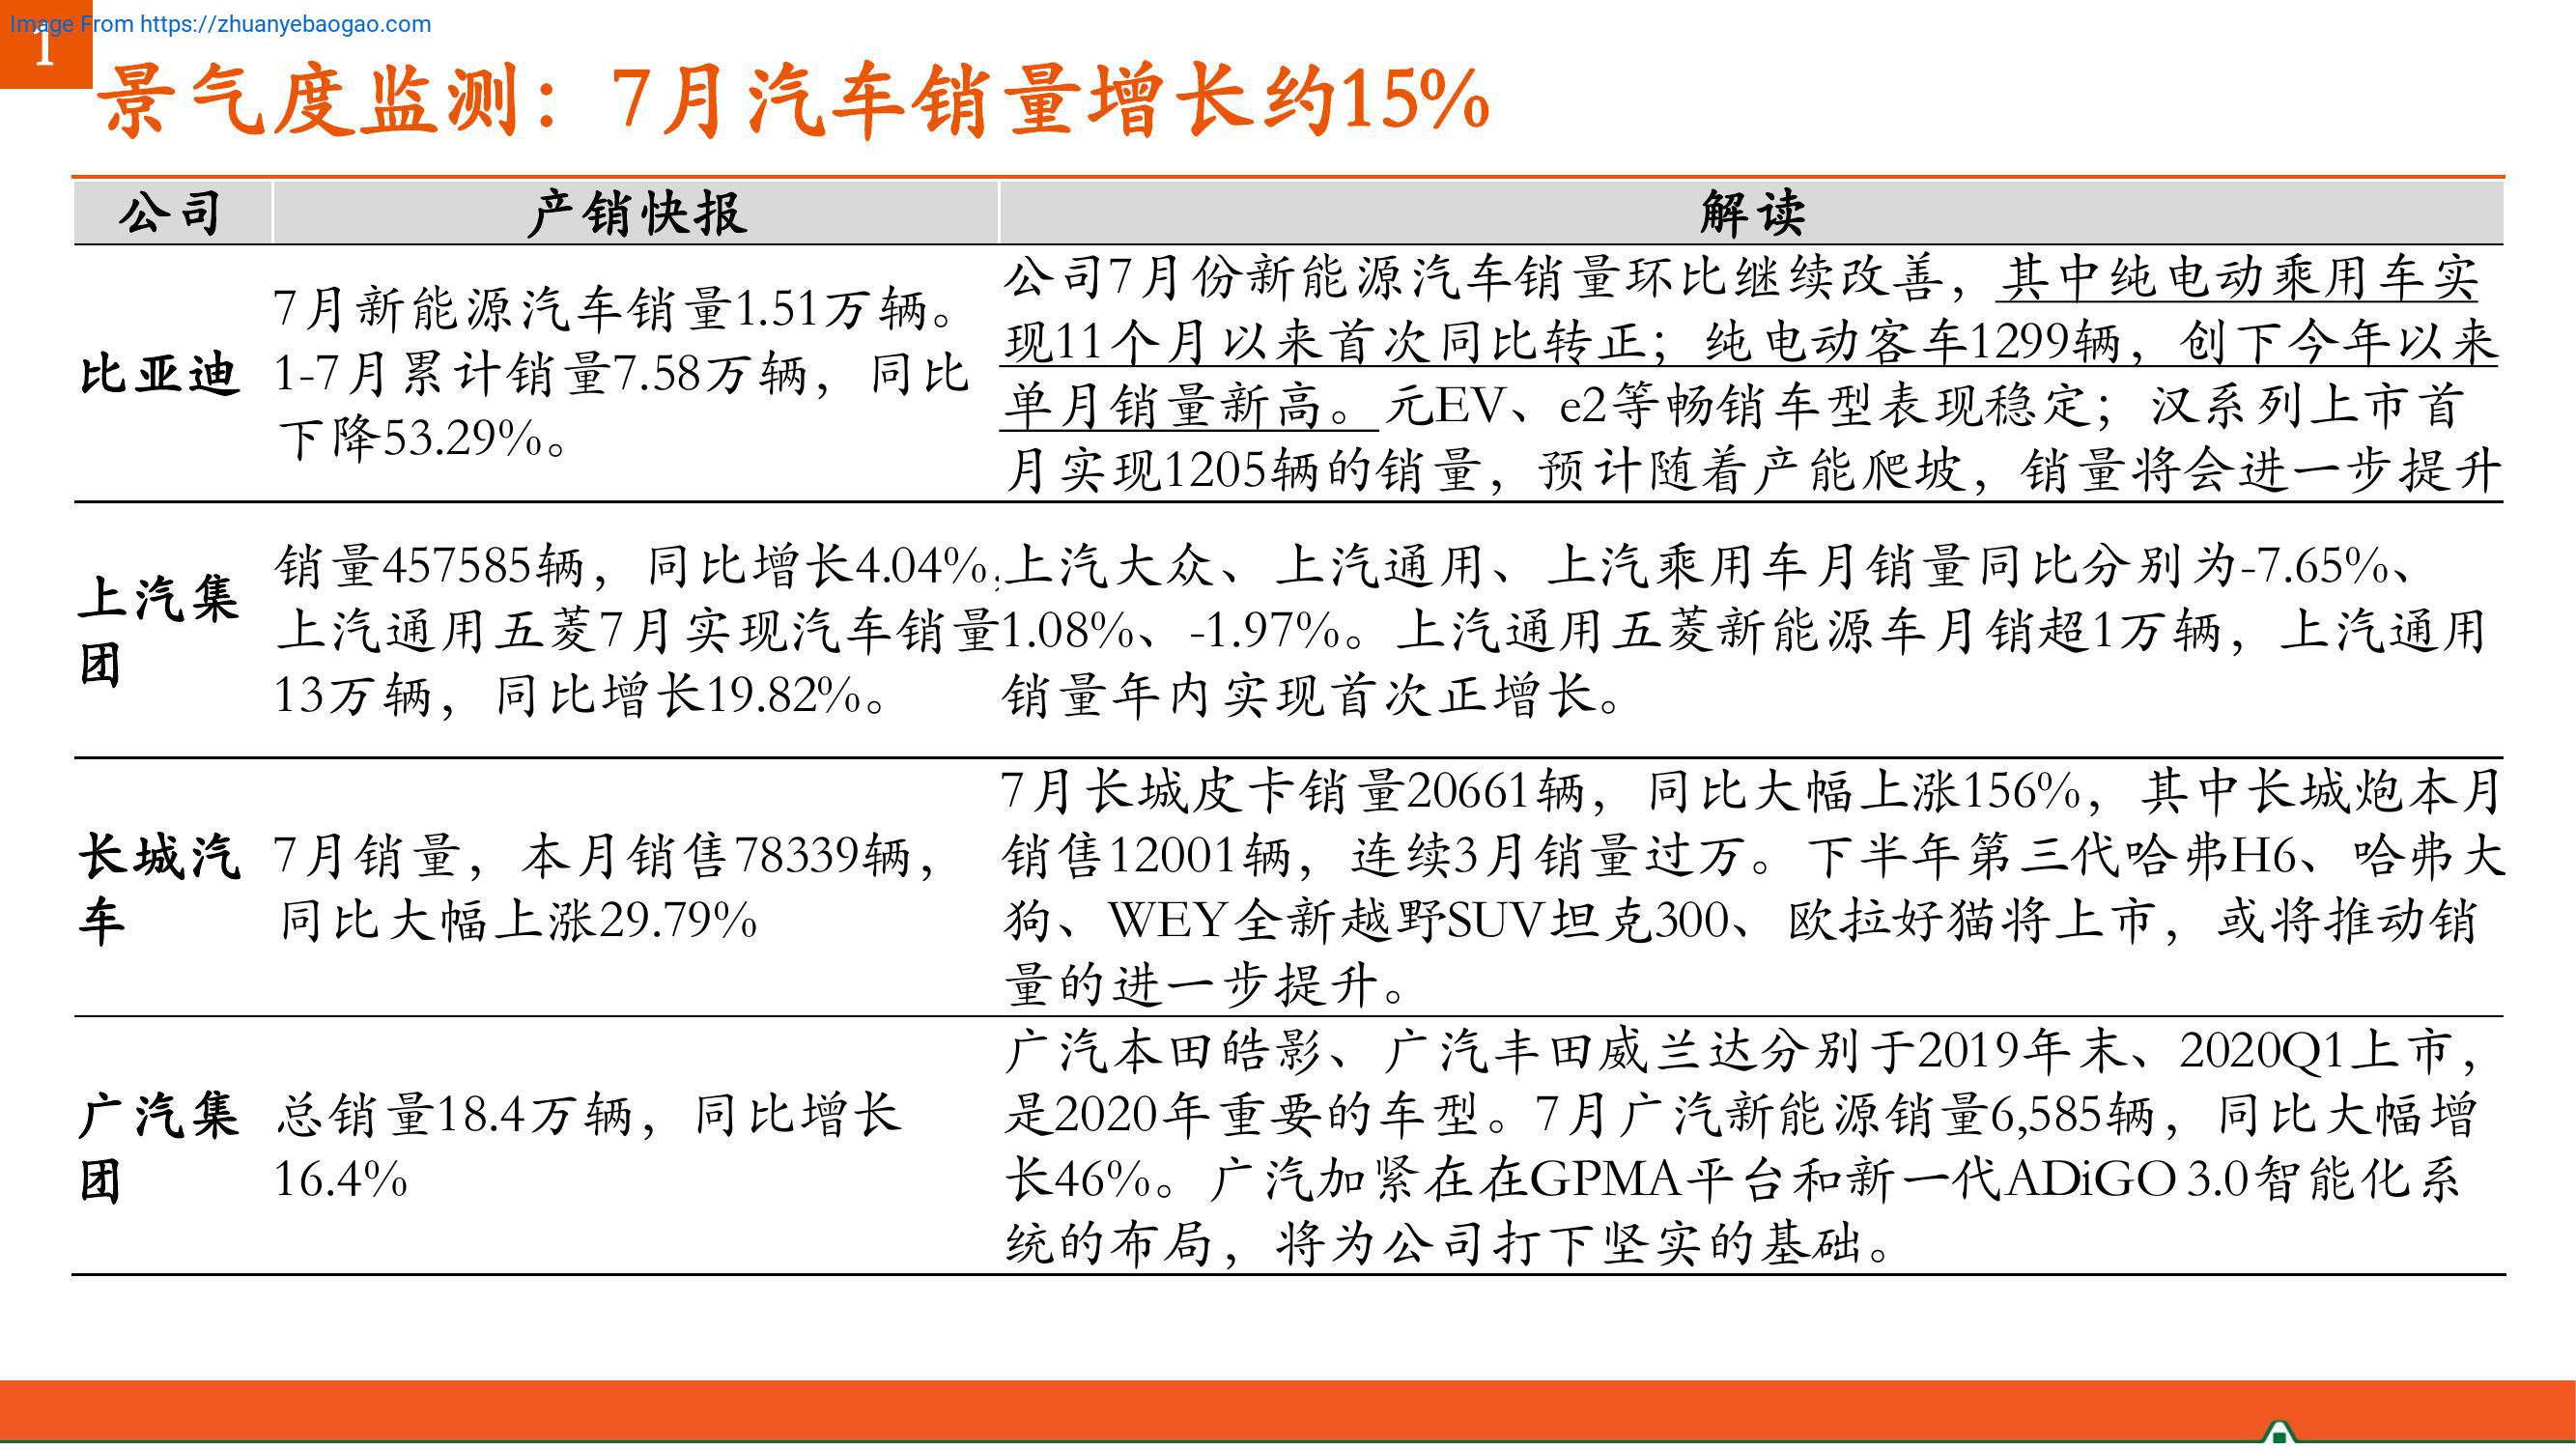 Image From https://zhuanyebaogao.com
1
景气度监测：7月汽车销量增长约15%
公司 产销快报 解读
比亚迪
7月新能源汽车销量1.51万辆。
1-7月累计销量7.58万辆，同比
下降53.29%。
公司7月份新能源汽车销量环比继续改善，其中纯电动乘用车实
现11个月以来首次同比转正；纯电动客车1299辆，创下今年以来
单月销量新高。元EV、e2等畅销车型表现稳定；汉系列上市首
月实现1205辆的销量，预计随着产能爬坡，销量将会进一步提升
上汽集
团
销量457585辆，同比增长4.04%；
上汽通用五菱7月实现汽车销量
13万辆，同比增长19.82%。
上汽大众、上汽通用、上汽乘用车月销量同比分别为-7.65%、
1.08%、-1.97%。上汽通用五菱新能源车月销超1万辆，上汽通用
销量年内实现首次正增长。
长城汽
车
7月销量，本月销售78339辆，
同比大幅上涨29.79%
7月长城皮卡销量20661辆，同比大幅上涨156%，其中长城炮本月
销售12001辆，连续3月销量过万。下半年第三代哈弗H6、哈弗大
狗、WEY全新越野SUV坦克300、欧拉好猫将上市，或将推动销
量的进一步提升。
广汽集
团
总销量18.4万辆，同比增长
16.4%
广汽本田皓影、广汽丰田威兰达分别于2019年末、2020Q1上市，
是2020年重要的车型。7月广汽新能源销量6,585辆，同比大幅增
长46%。广汽加紧在在GPMA平台和新一代ADiGO 3.0智能化系
统的布局，将为公司打下坚实的基础。